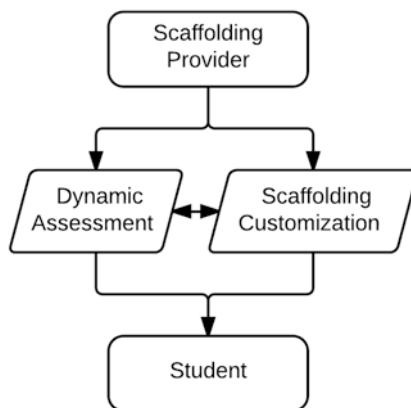 Scaffolding
Provider
Dynamic
Assessment
Scaffolding
Customization
Student